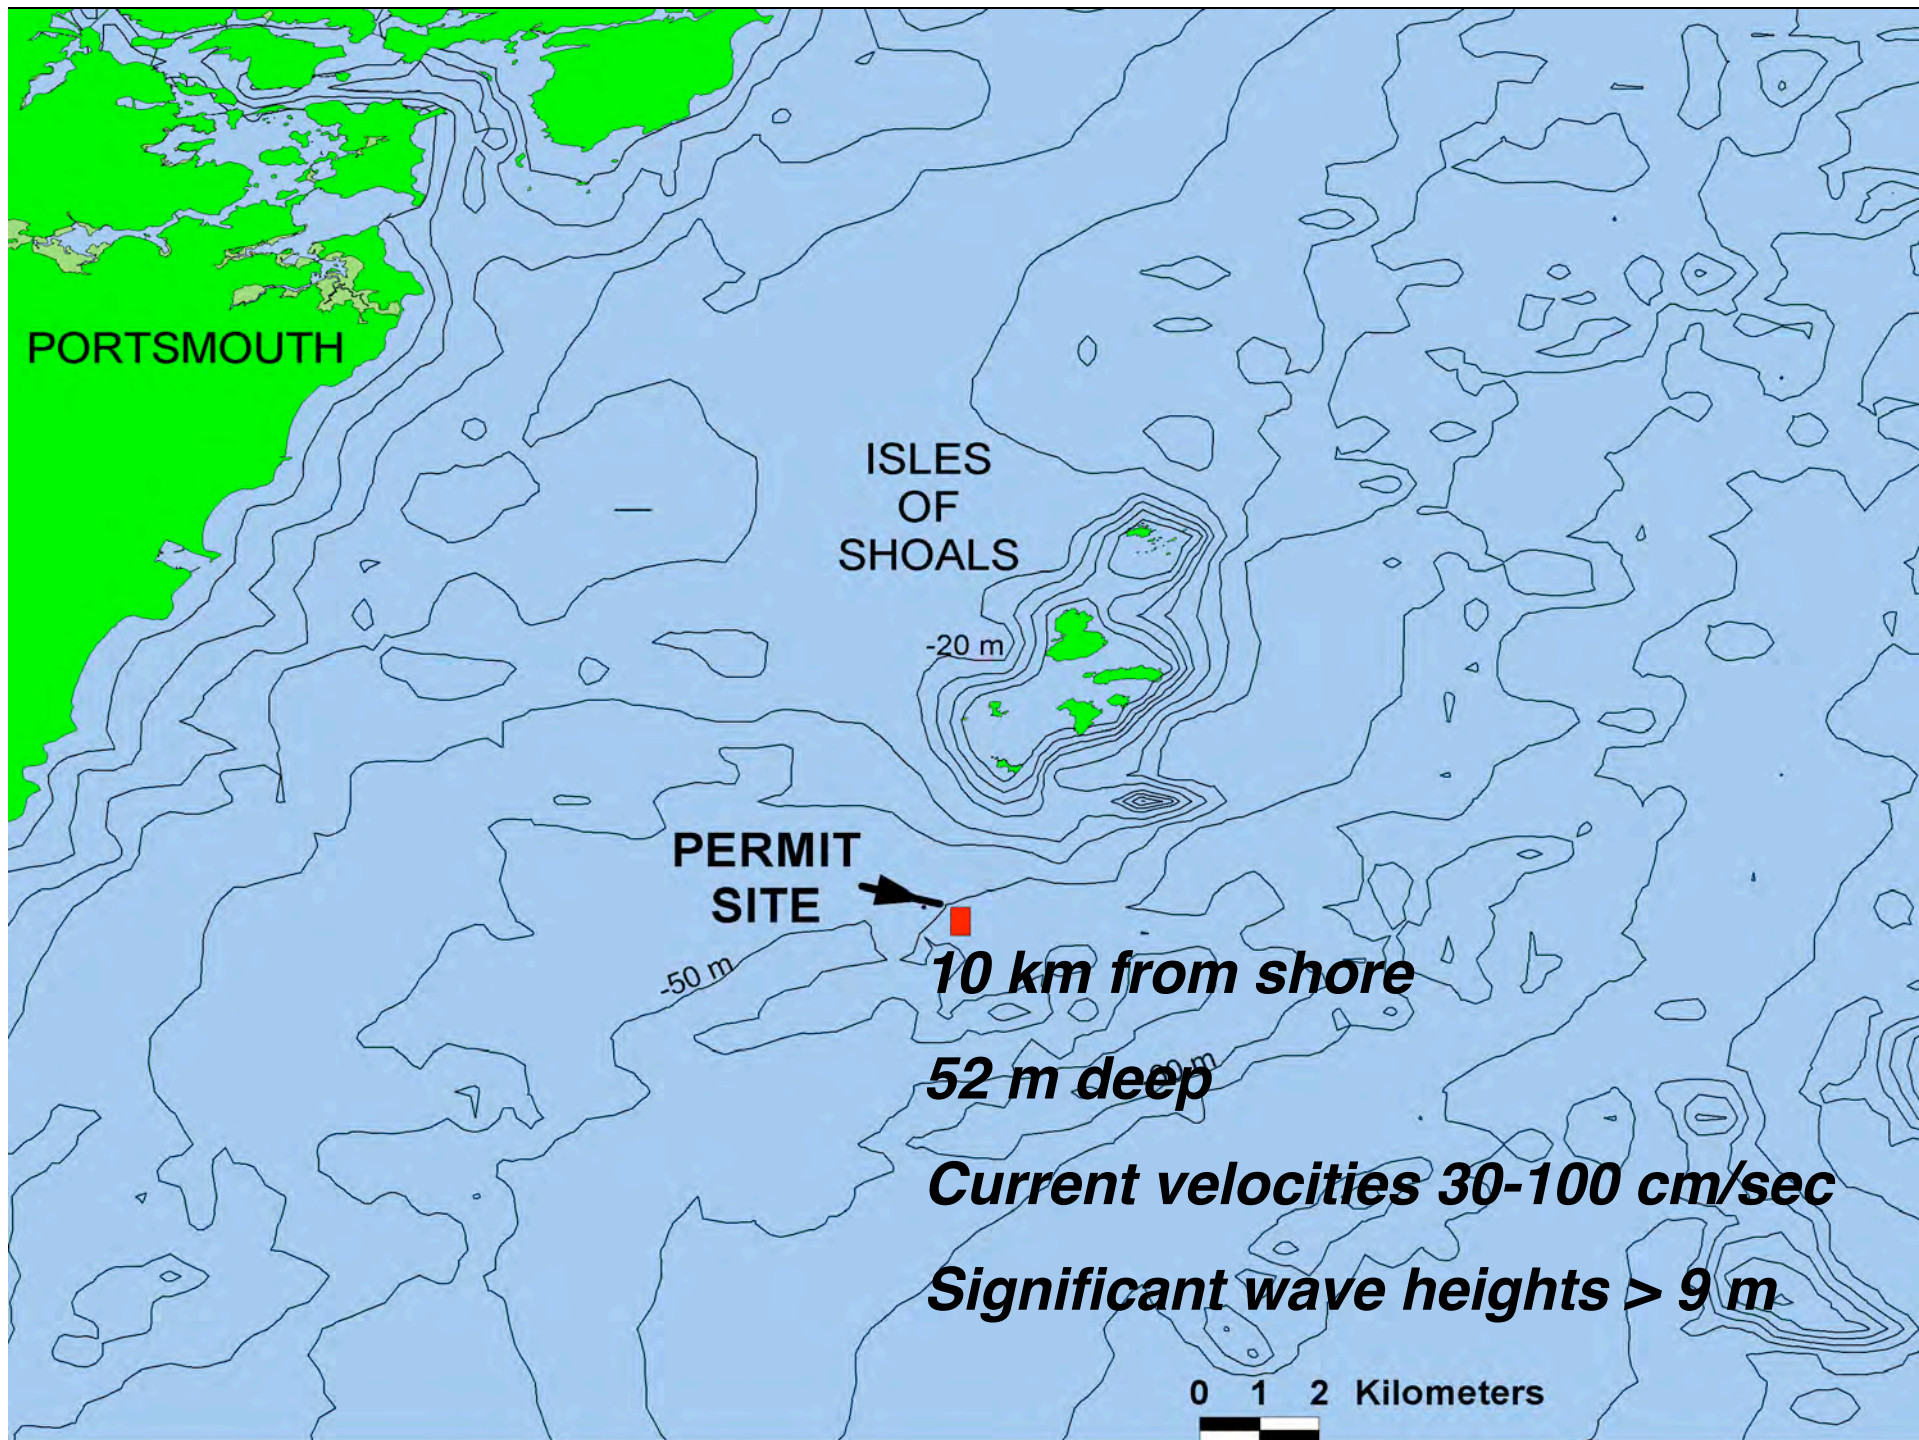 PORTSMOUTH
ISLES
OF
SHOALS
-20 m
PERMIT
SITE
-50 m
10 km from shore
52 m deep
Current velocities 30-100 cm/sec
Significant wave heights > 9 m
0 1 2 Kilometers